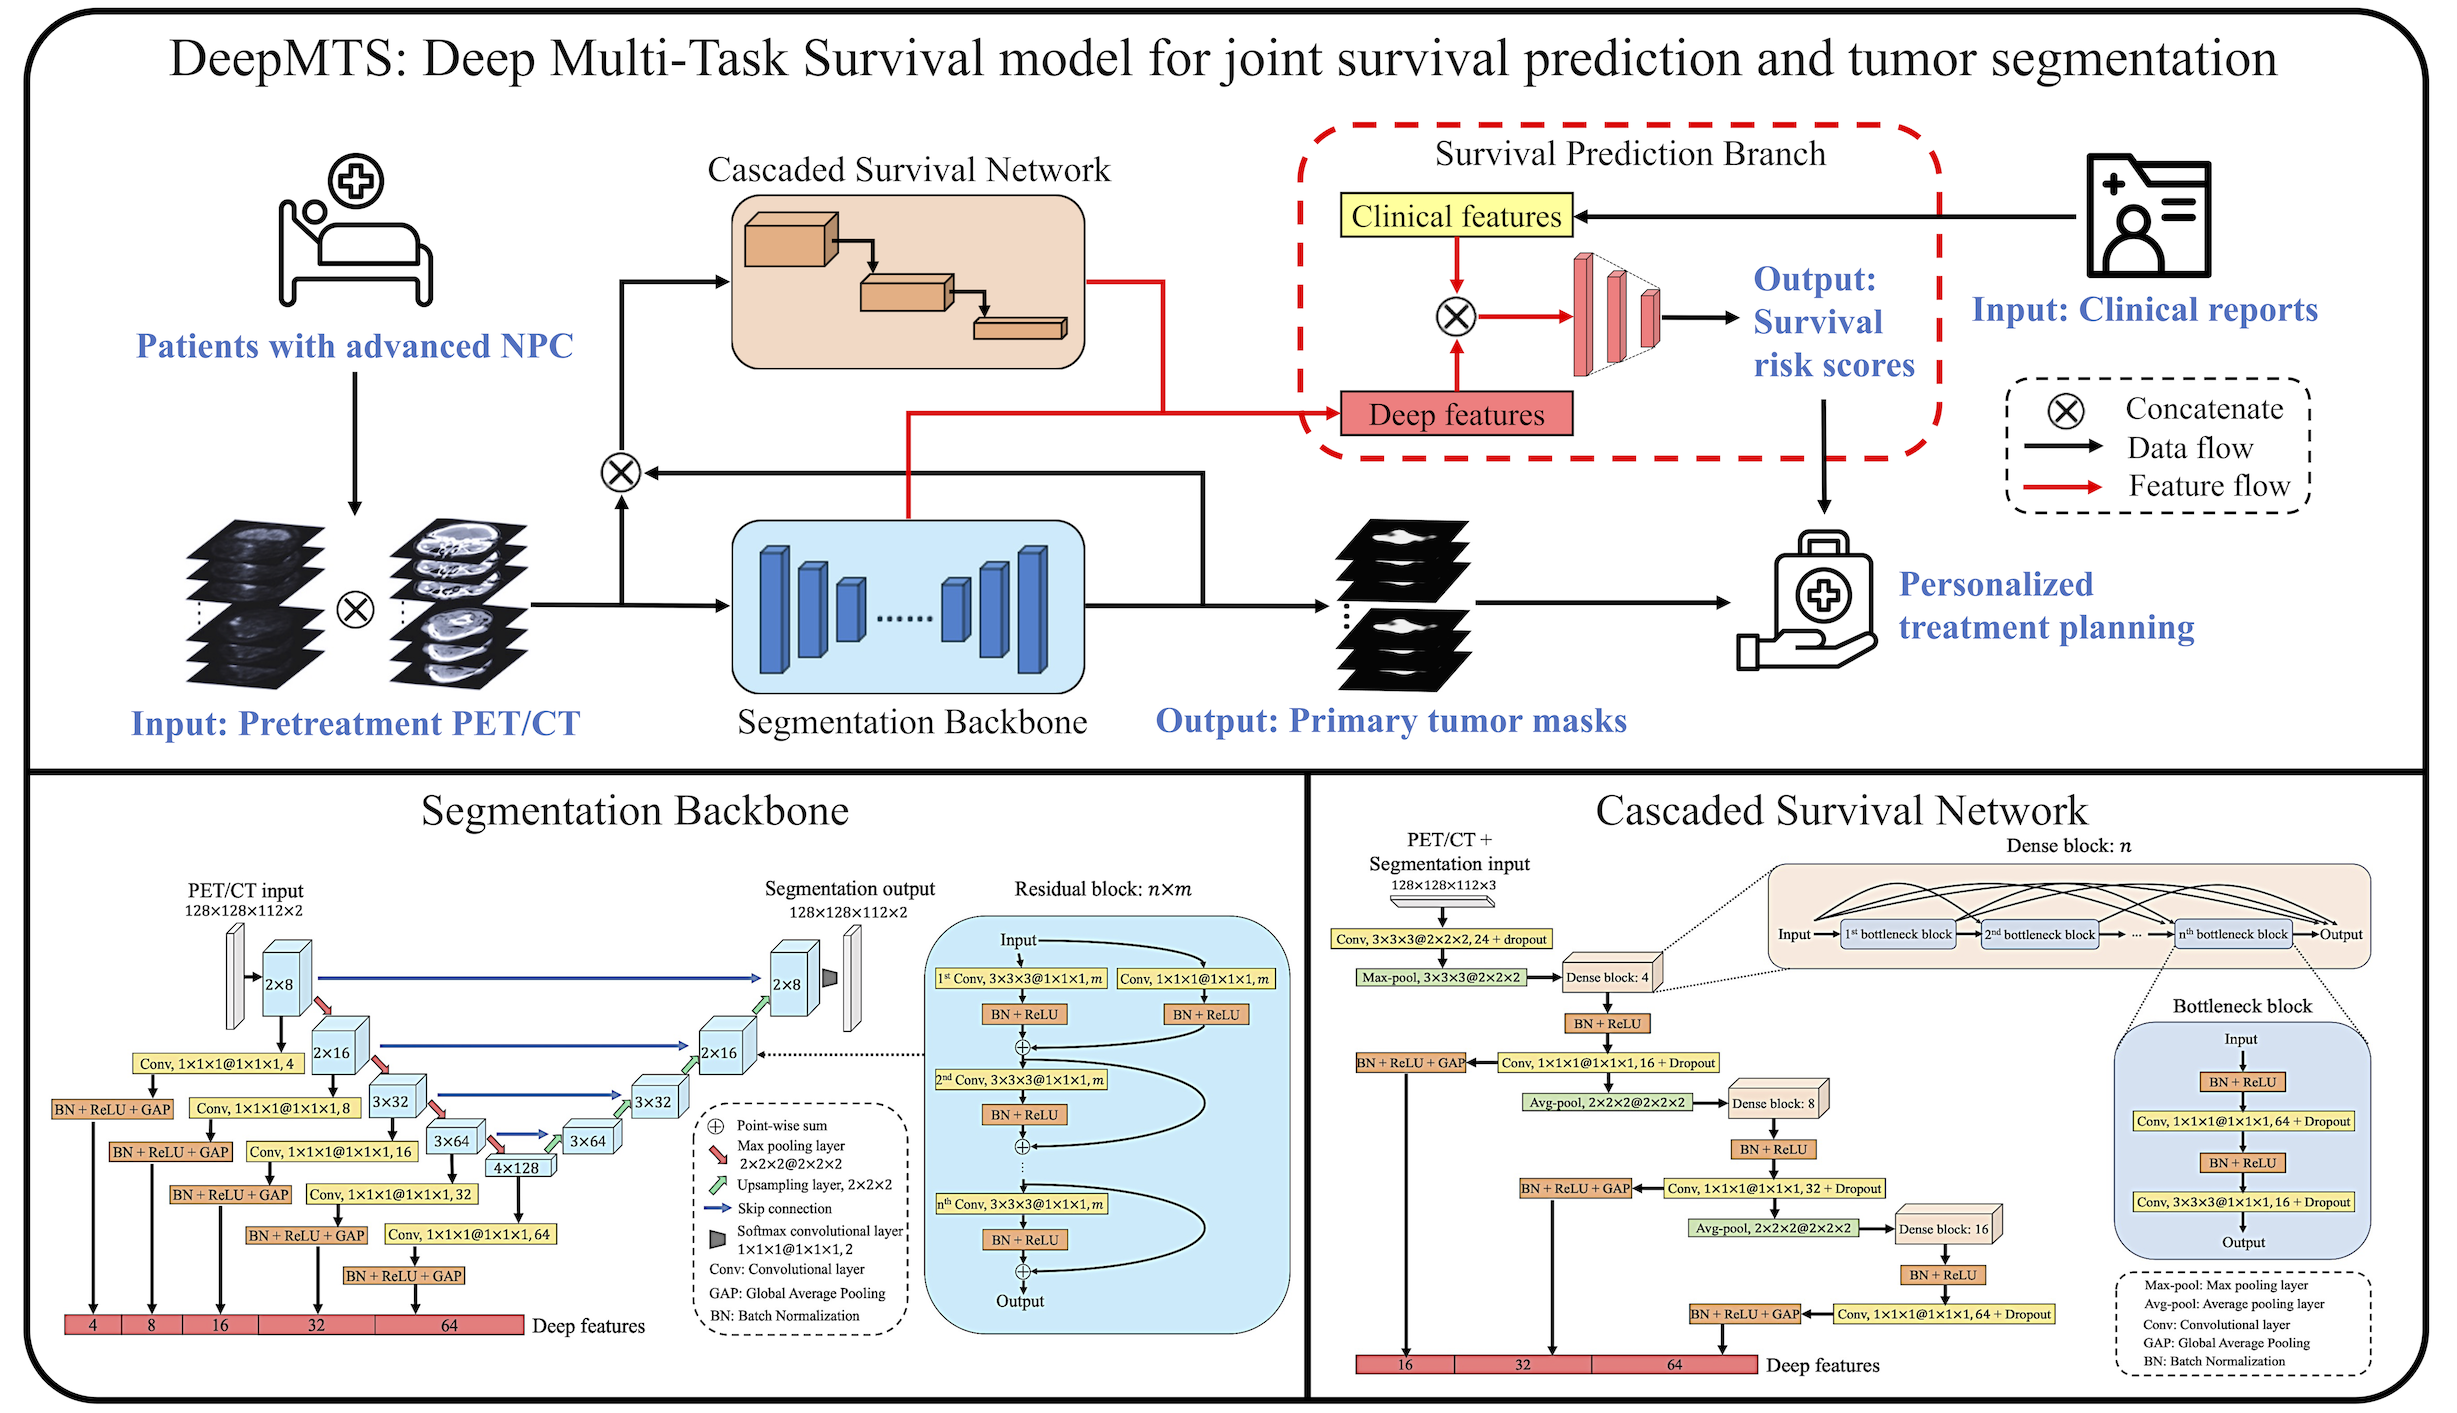 DeepMTS: Deep Multi-Task Survival model for joint survival prediction and tumor segmentation
Patients with advanced NPC
Input: Pretreatment PET/CT
Cascaded Survival Network
Segmentation Backbone
Survival Prediction Branch
Clinical features
Deep features
Output:
Survival
risk scores
Input: Clinical reports
Concatenate
Data flow
Feature flow
Output: Primary tumor masks
Personalized
treatment planning
Segmentation Backbone
PET/CT input
128×128×112×2
Segmentation output
128×128×112×2
2×8
2×16
3×32
3×64
4×128
3×64
3×32
2×16
2×8
Conv, 1×1×1@1×1×1, 4
BN + ReLU + GAP
Conv, 1×1×1@1×1×1, 8
BN + ReLU + GAP
Conv, 1×1×1@1×1×1, 16
BN + ReLU + GAP
Conv, 1×1×1@1×1×1, 32
BN + ReLU + GAP
Conv, 1×1×1@1×1×1, 64
BN + ReLU + GAP
4
8
16
32
64
Deep features
Point-wise sum
Max pooling layer
2×2×2@2×2×2
Upsampling layer, 2×2×2
Skip connection
Softmax convolutional layer
1×1×1@1×1×1, 2
Conv: Convolutional layer
GAP: Global Average Pooling
BN: Batch Normalization
Residual block: n×m
Input
1st Conv, 3×3×3@1×1×1, m
Conv, 1×1×1@1×1×1, m
BN + ReLU
BN + ReLU
2nd Conv, 3×3×3@1×1×1, m
BN + ReLU
nth Conv, 3×3×3@1×1×1, m
BN + ReLU
Output
Cascaded Survival Network
PET/CT +
Segmentation input
128×128×112×3
Conv, 3×3×3@2×2×2, 24 + dropout
Max-pool, 3×3×3@2×2×2
Dense block: 4
BN + ReLU
Conv, 1×1×1@1×1×1, 16 + Dropout
BN + ReLU + GAP
Avg-pool, 2×2×2@2×2×2
Dense block: 8
BN + ReLU
Conv, 1×1×1@1×1×1, 32 + Dropout
BN + ReLU + GAP
Avg-pool, 2×2×2@2×2×2
Dense block: 16
BN + ReLU
Conv, 1×1×1@1×1×1, 64 + Dropout
BN + ReLU + GAP
16
32
64
Deep features
Dense block: n
Input
1st bottleneck block
2nd bottleneck block
...
nth bottleneck block
Output
Bottleneck block
Input
BN + ReLU
Conv, 1×1×1@1×1×1, 64 + Dropout
BN + ReLU
Conv, 3×3×3@1×1×1, 16 + Dropout
Output
Max-pool: Max pooling layer
Avg-pool: Average pooling layer
Conv: Convolutional layer
GAP: Global Average Pooling
BN: Batch Normalization